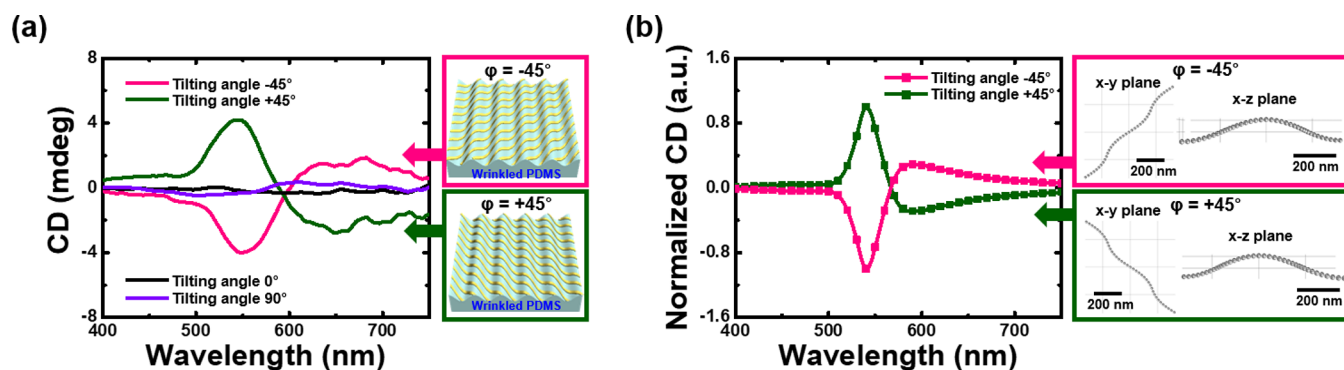 (a)
CD (mdeg)
8
4
0
-4
-8
Tilting angle -45°
Tilting angle +45°
Tilting angle 0°
Tilting angle 90°
400
500
600
700
Wavelength (nm)
φ = -45°
Wrinkled PDMS
φ = +45°
Wrinkled PDMS
(b)
Normalized CD (a.u.)
1.6
0.8
0.0
-0.8
-1.6
Tilting angle -45°
Tilting angle +45°
400
500
600
700
Wavelength (nm)
φ = -45°
x-y plane
x-z plane
200 nm
200 nm
φ = +45°
x-y plane
x-z plane
200 nm
200 nm